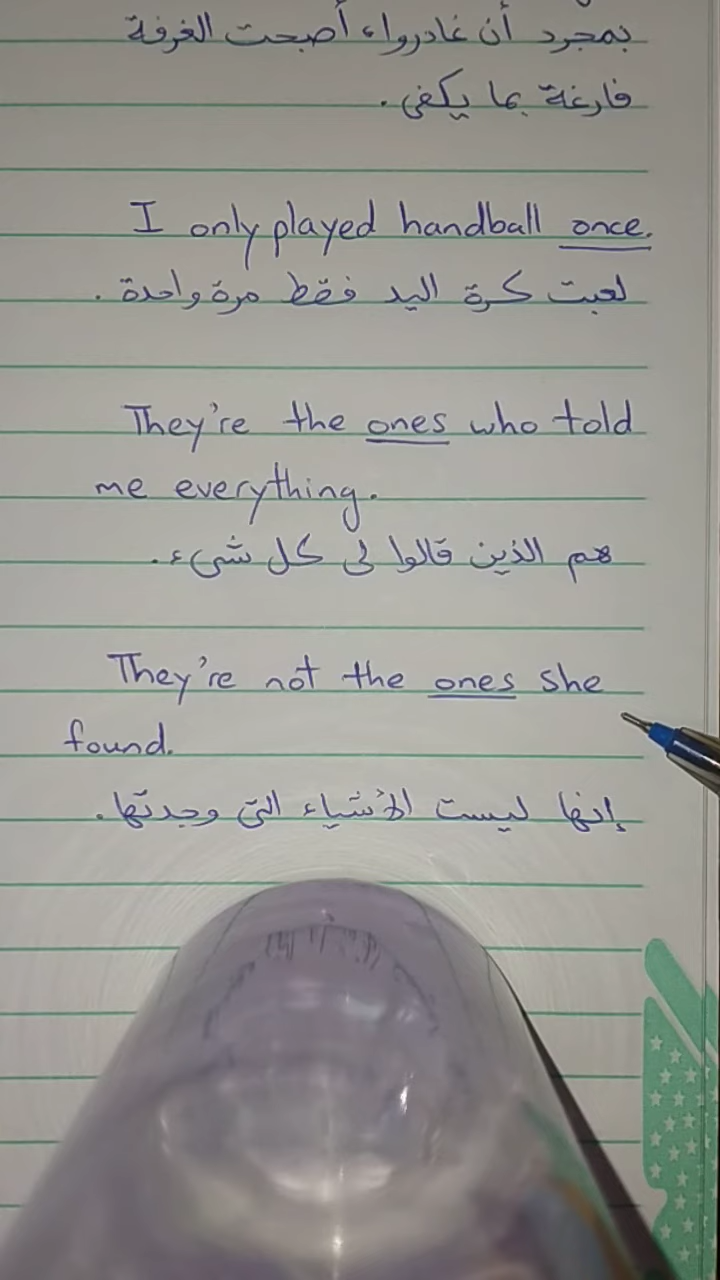 بمجرد أن غادروا، أصبحت الغرفة
فارغة بما يكفي.
I only played handball once.
لعبت كرة اليد فقط مرة واحدة.
They're the ones who told
me everything.
هم الذين قالوا لي كل شيء.
They're not the ones she
found.
إنها ليست الأشياء التي وجدتها.